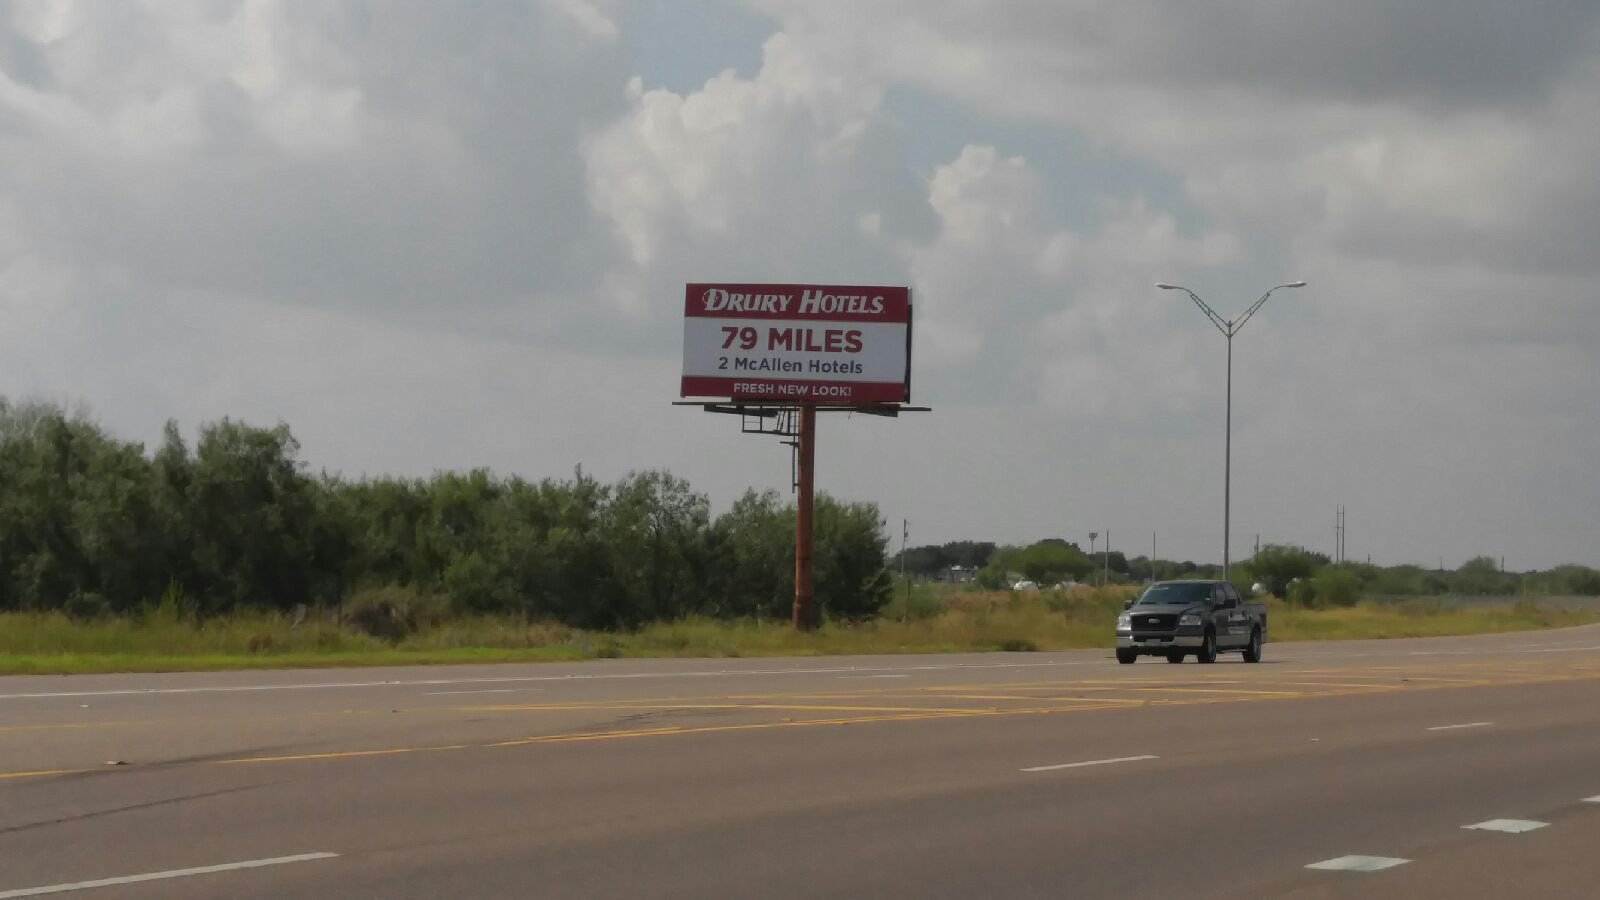 DRURY HOTELS
79 MILES
2 McAllen Hotels
FRESH NEW LOOK!